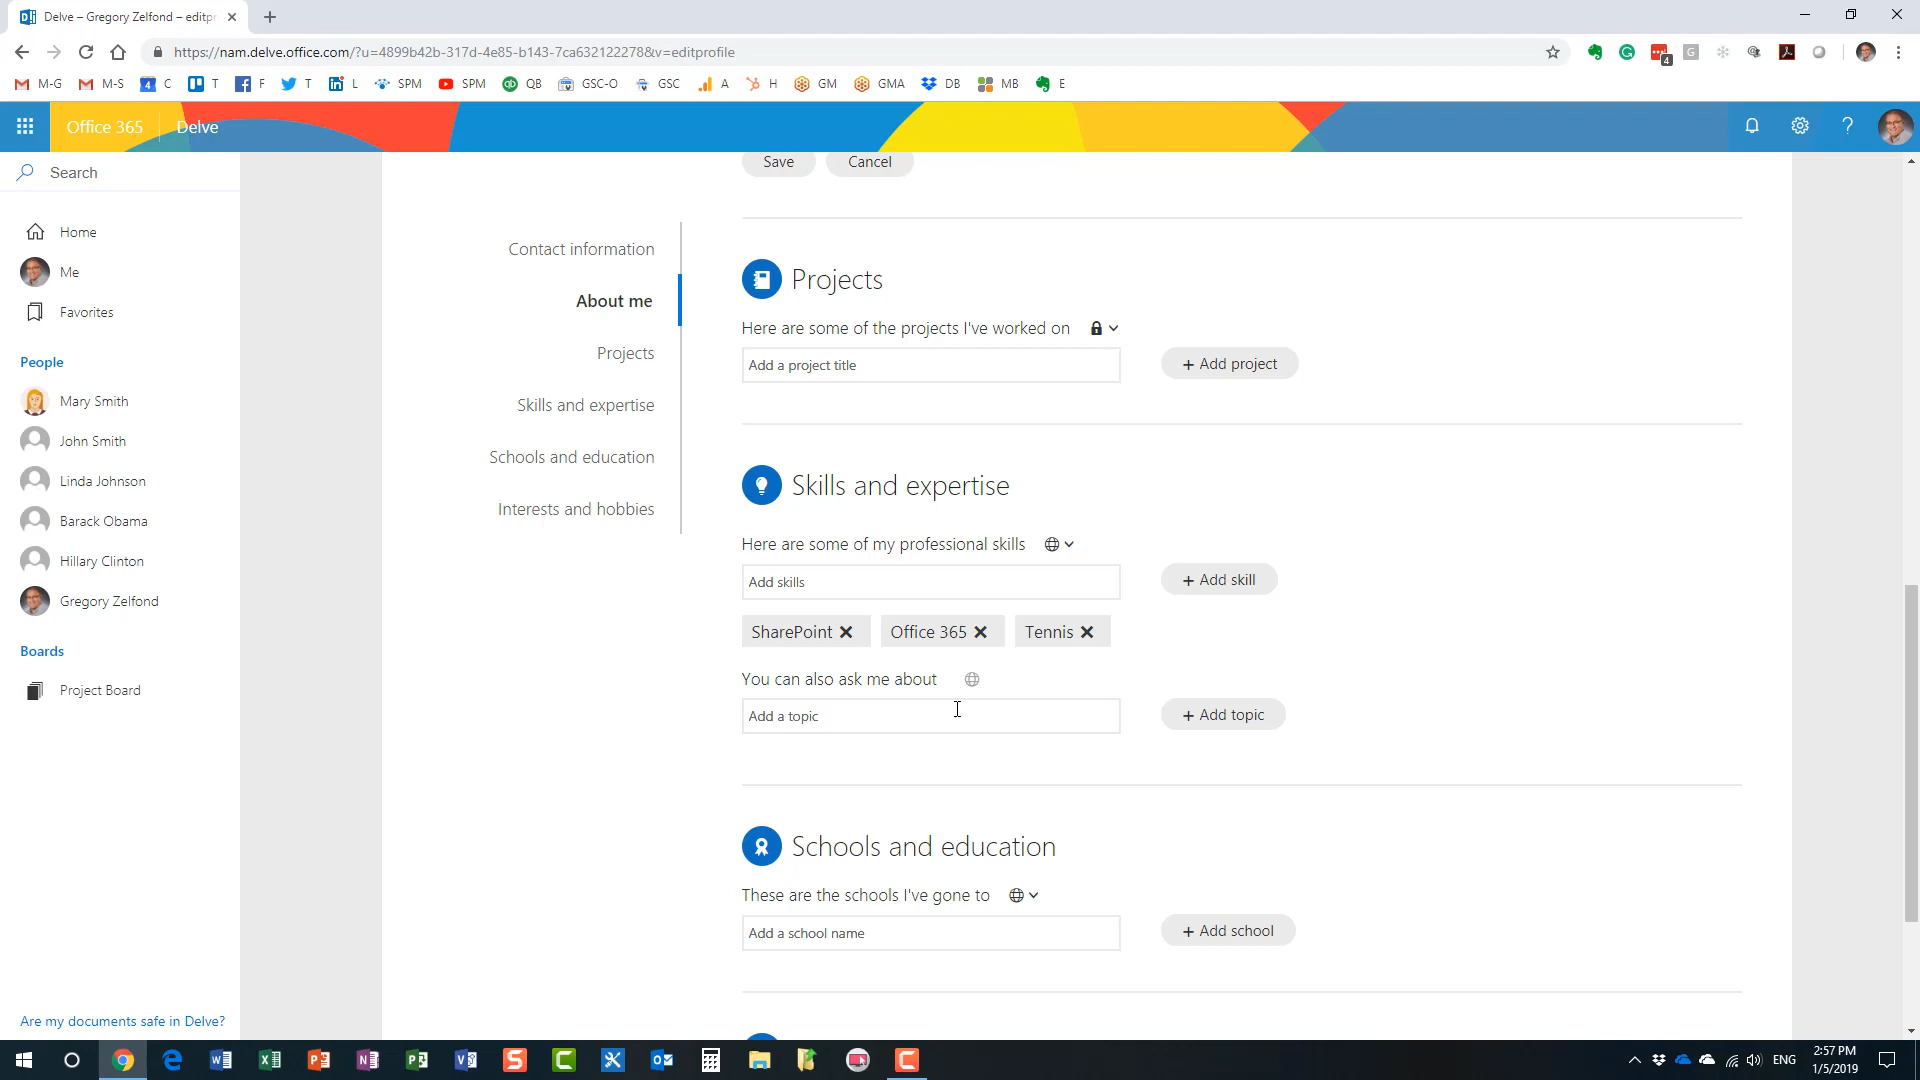 Delve – Gregory Zelfond – editpr
https://nam.delve.office.com/?u=4899b42b-317d-4e85-b143-7ca632122278&v=editprofile
M-G M-S C T F T L SPM SPM QB GSC-O GSC A H GM GMA DB MB E
Office 365 Delve
Search
Save Cancel
Home
Me
Favorites
People
Mary Smith
John Smith
Linda Johnson
Barack Obama
Hillary Clinton
Gregory Zelfond
Boards
Project Board
Are my documents safe in Delve?
Contact information
About me
Projects
Skills and expertise
Schools and education
Interests and hobbies
Projects
Here are some of the projects I've worked on
Add a project title
+ Add project
Skills and expertise
Here are some of my professional skills
Add skills
+ Add skill
SharePoint Office 365 Tennis
You can also ask me about
Add a topic
+ Add topic
Schools and education
These are the schools I've gone to
Add a school name
+ Add school
ENG
2:57 PM
1/5/2019